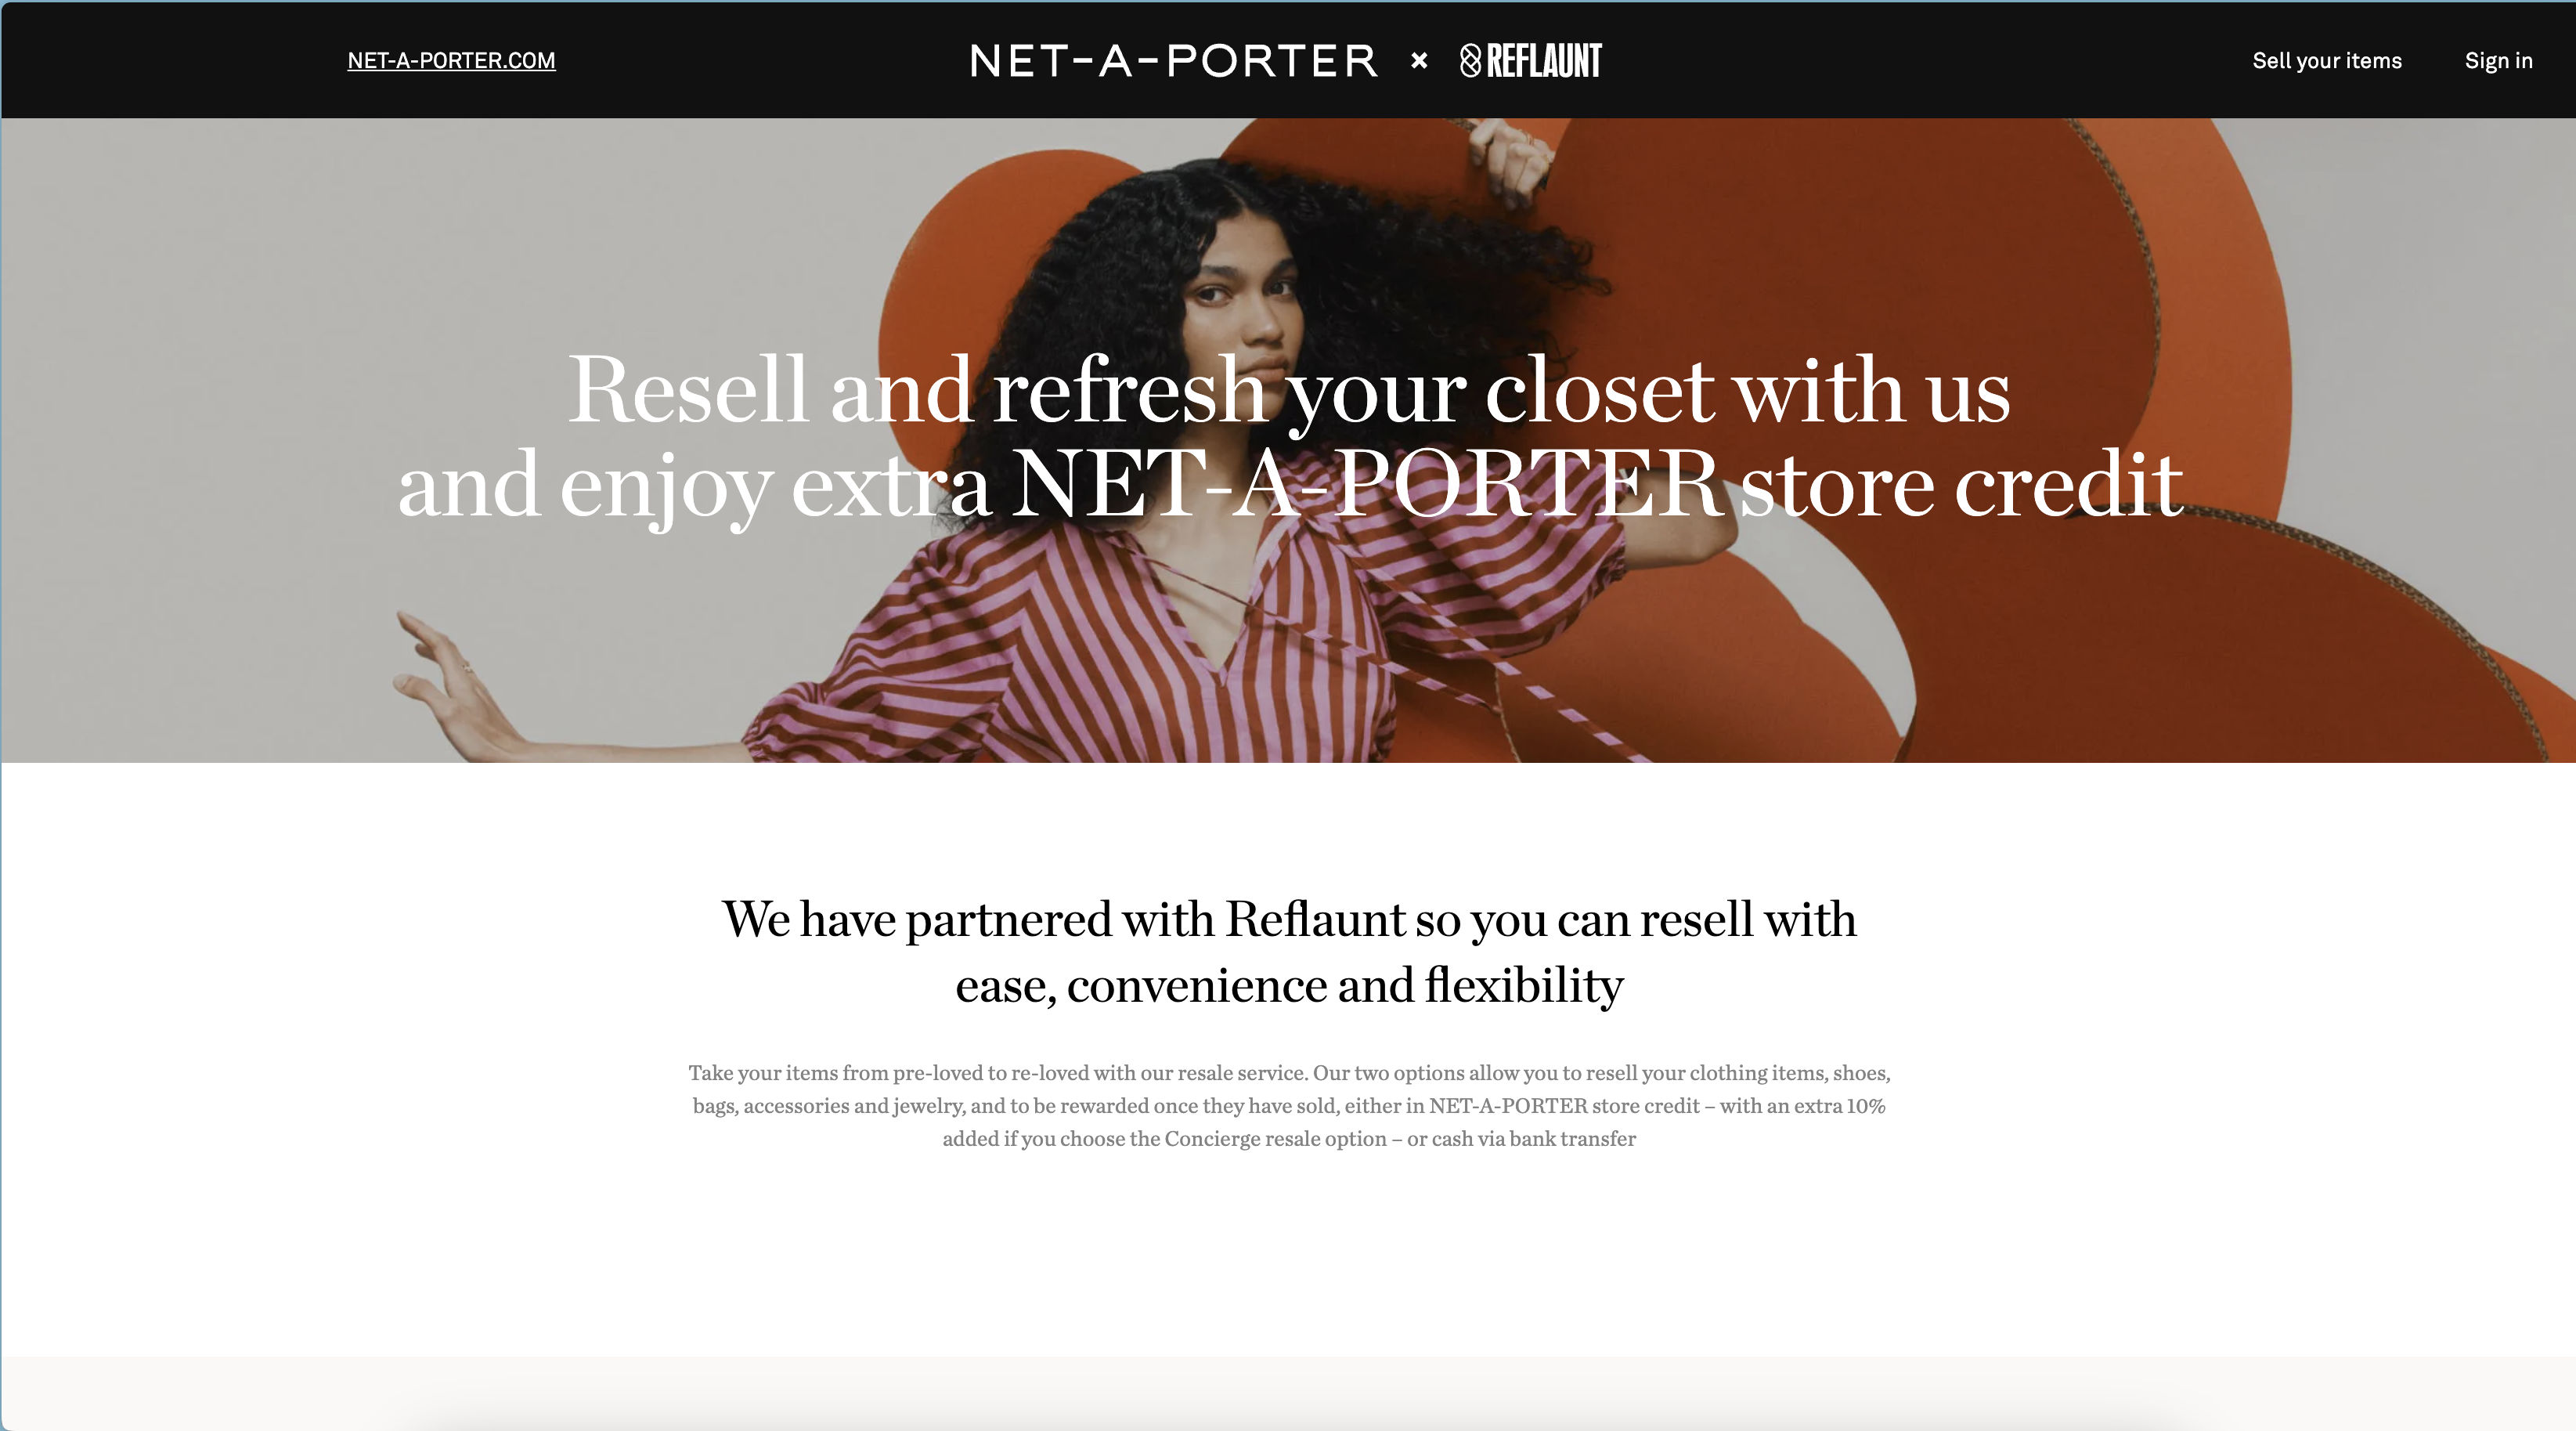 NET-A-PORTER.COM
NET-A-PORTER × REFLAUNT
Sell your items
Sign in
Resell and refresh your closet with us
and enjoy extra NET-A-PORTER store credit
We have partnered with Reflaunt so you can resell with
ease, convenience and flexibility
Take your items from pre-loved to re-loved with our resale service. Our two options allow you to resell your clothing items, shoes,
bags, accessories and jewelry, and to be rewarded once they have sold, either in NET-A-PORTER store credit – with an extra 10%
added if you choose the Concierge resale option – or cash via bank transfer